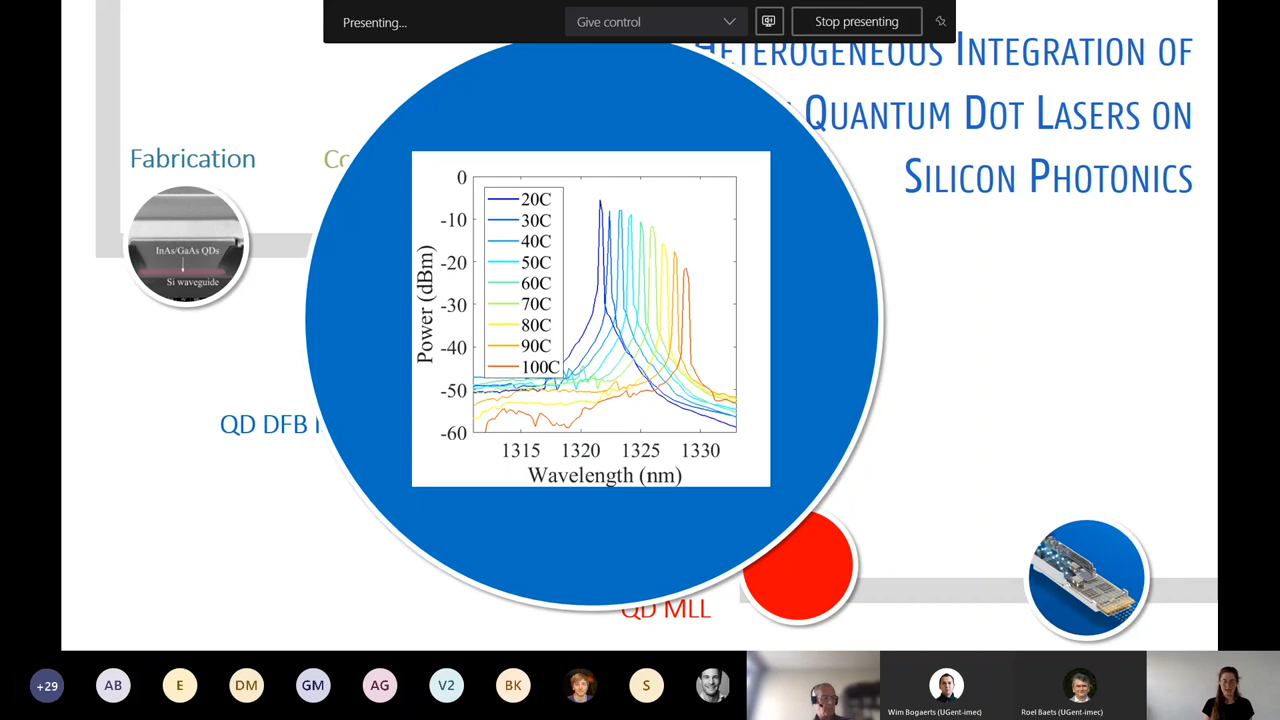 Presenting...
Give control
Stop presenting
HETEROGENEOUS INTEGRATION OF
QUANTUM DOT LASERS ON
SILICON PHOTONICS
Fabrication
InAs/GaAs QDs
Si waveguide
QD DFB
QD MLL
0
-10
-20
-30
-40
-50
-60
Power (dBm)
20C
30C
40C
50C
60C
70C
80C
90C
100C
1315 1320 1325 1330
Wavelength (nm)
+29 AB E DM GM AG V2 BK S
Wim Bogaerts (UGent-imec)
Roel Baets (UGent-imec)